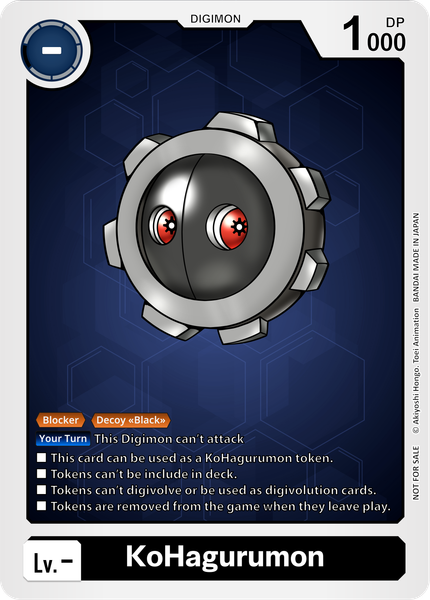 DIGIMON
DP
1000
-
Blocker Decoy «Black»
Your Turn This Digimon can't attack
■ This card can be used as a KoHagurumon token.
■ Tokens can't be include in deck.
■ Tokens can't digivolve or be used as digivolution cards.
■ Tokens are removed from the game when they leave play.
NOT FOR SALE © Akiyoshi Hongo. Toei Animation BANDAI MADE IN JAPAN
Lv.- KoHagurumon